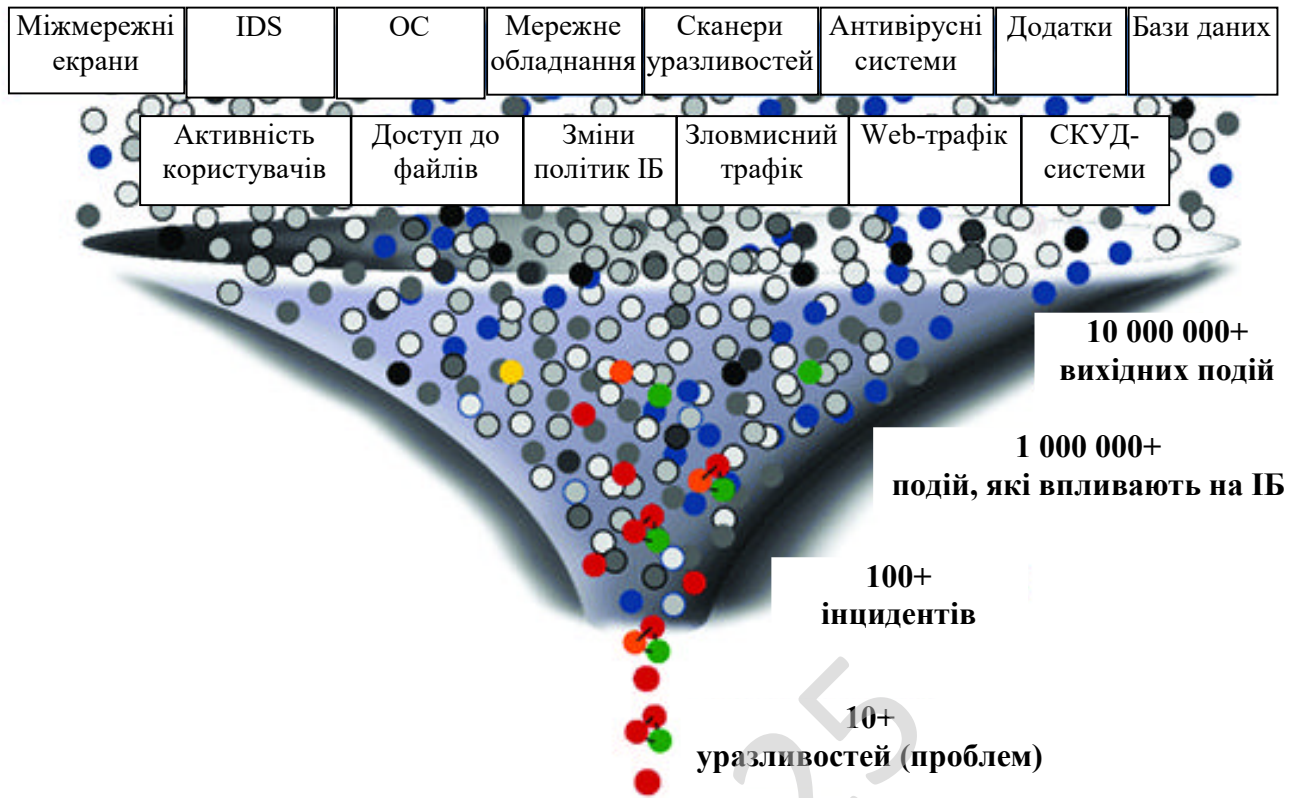 Міжмережні екрани
IDS
ОС
Мережне обладнання
Сканери уразливостей
Антивірусні системи
Додатки
Бази даних
Активність користувачів
Доступ до файлів
Зміни політик ІБ
Зловмисний трафік
Web-трафік
СКУД-системи
10 000 000+
вихідних подій
1 000 000+
подій, які впливають на ІБ
100+
інцидентів
10+
уразливостей (проблем)
25